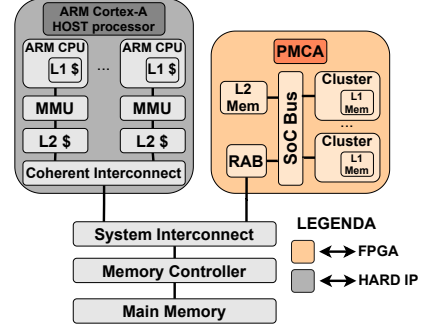 ARM Cortex-A
HOST processor
ARM CPU
L1 $
...
ARM CPU
L1 $
MMU
MMU
L2 $
L2 $
Coherent Interconnect
PMCA
L2
Mem
SoC Bus
Cluster
L1
Mem
...
Cluster
L1
Mem
RAB
System Interconnect
Memory Controller
Main Memory
LEGENDA
FPGA
HARD IP